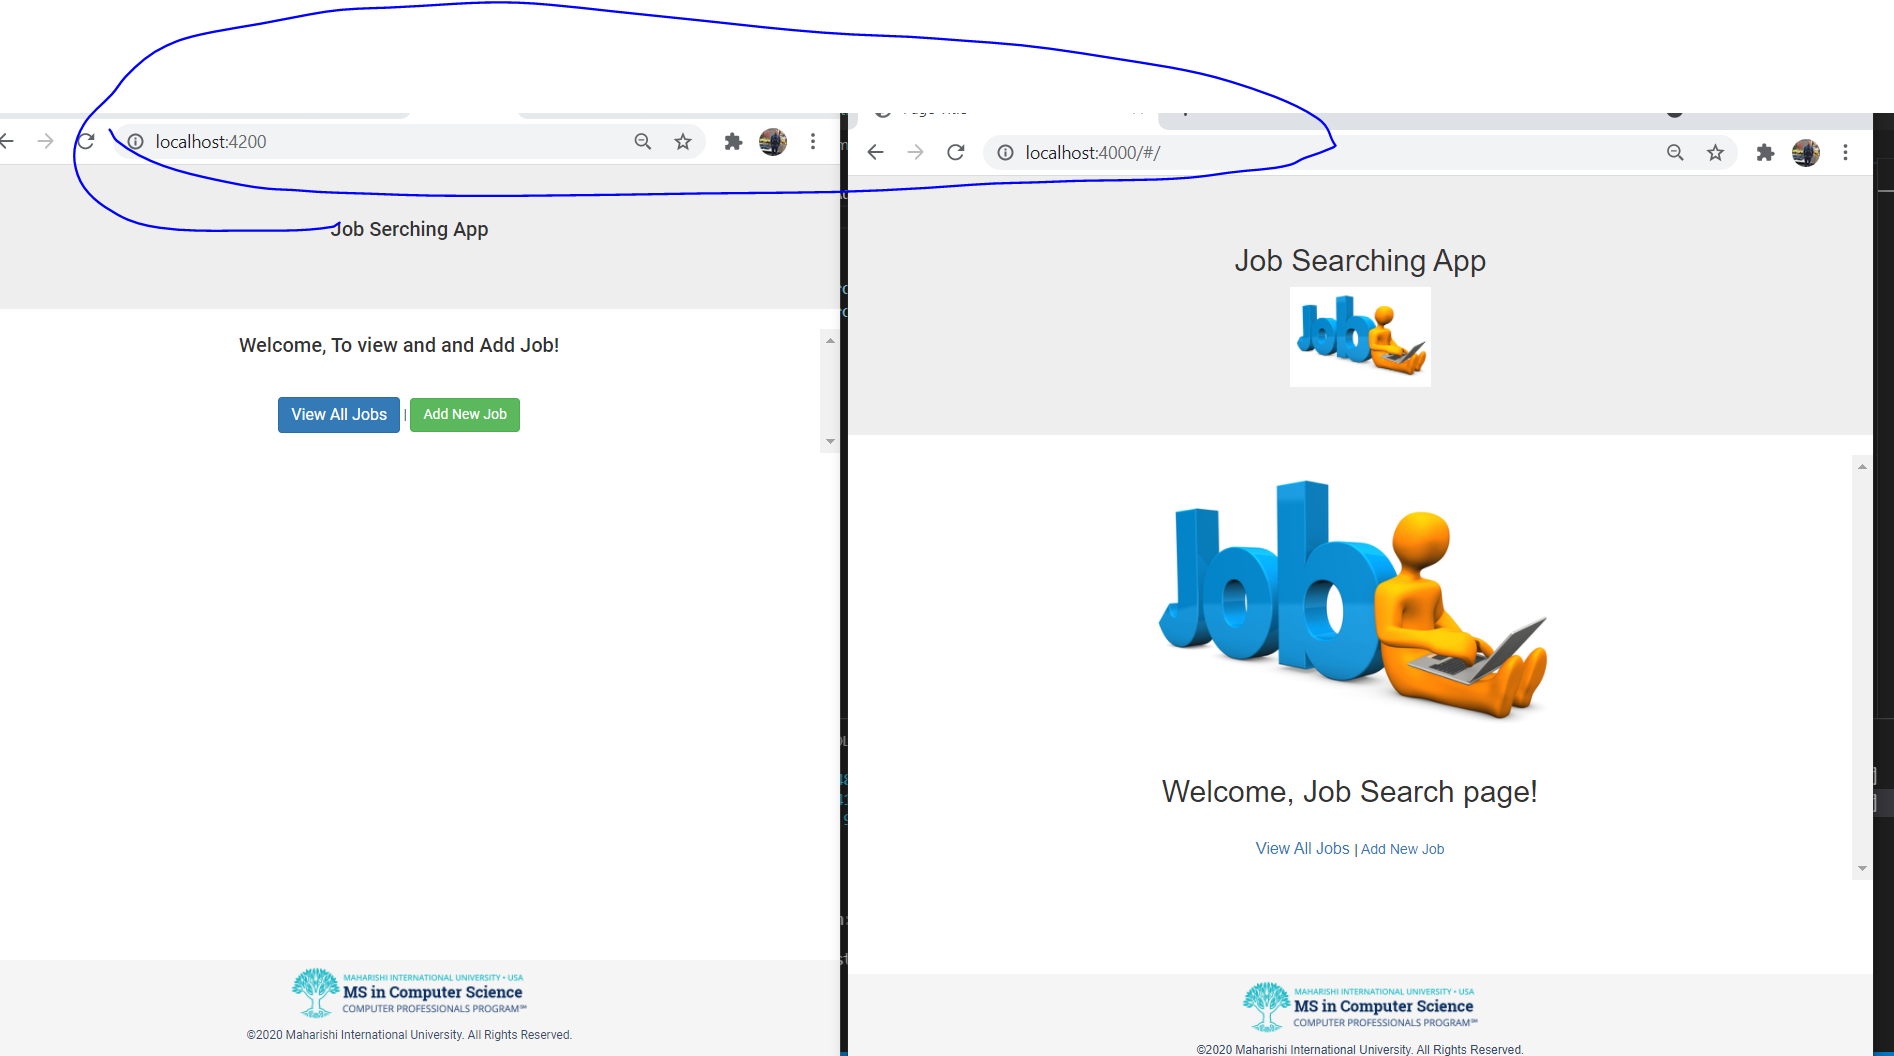 localhost:4200
Job Serching App
Welcome, To view and and Add Job!
View All Jobs | Add New Job
MAHARISHI INTERNATIONAL UNIVERSITY • USA
MS in Computer Science
COMPUTER PROFESSIONALS PROGRAM℠
©2020 Maharishi International University. All Rights Reserved.
localhost:4000/#/
Job Searching App
Job
Job
Welcome, Job Search page!
View All Jobs | Add New Job
MAHARISHI INTERNATIONAL UNIVERSITY • USA
MS in Computer Science
COMPUTER PROFESSIONALS PROGRAM℠
©2020 Maharishi International University. All Rights Reserved.